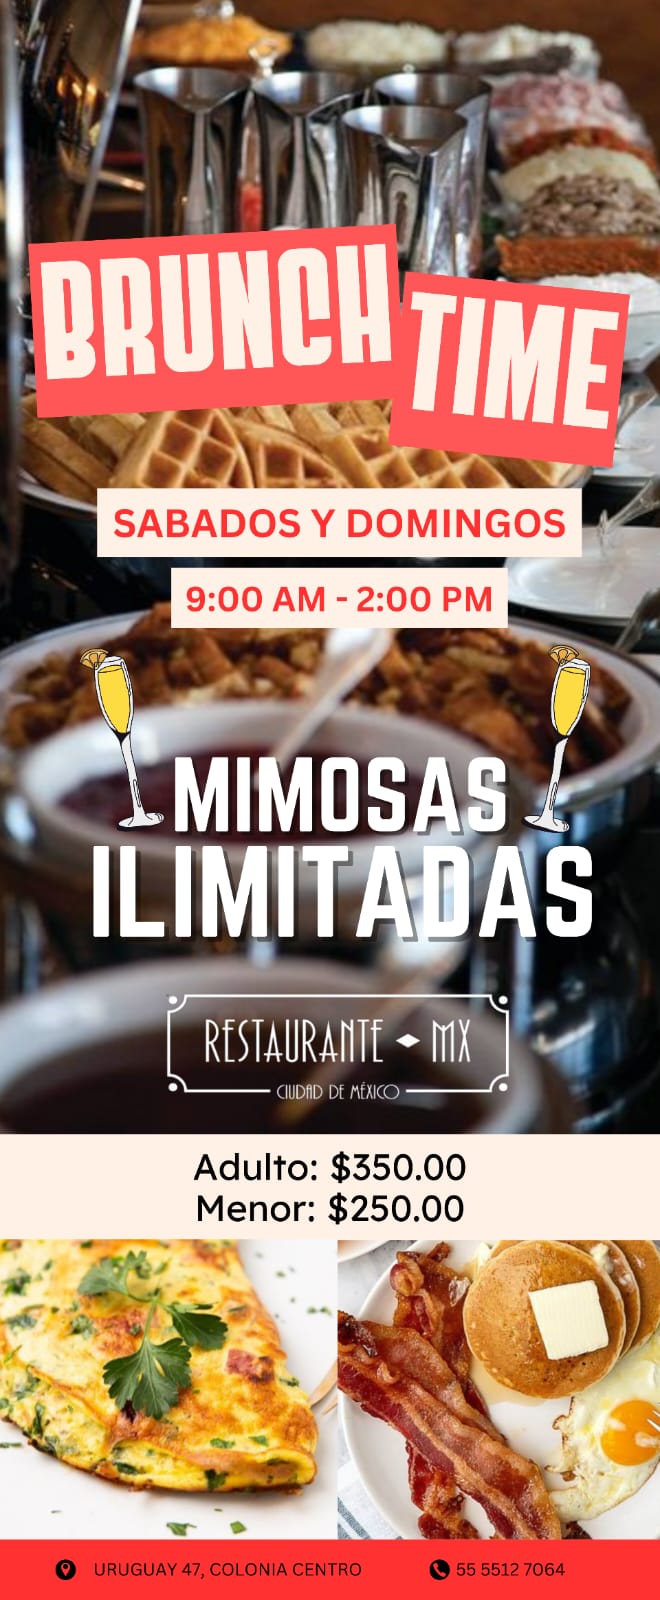 BRUNCH
TIME
SABADOS Y DOMINGOS
9:00 AM - 2:00 PM
MIMOSAS
ILIMITADAS
RESTAURANTE MX
CIUDAD DE MÉXICO
Adulto: $350.00
Menor: $250.00
URUGUAY 47, COLONIA CENTRO
55 5512 7064